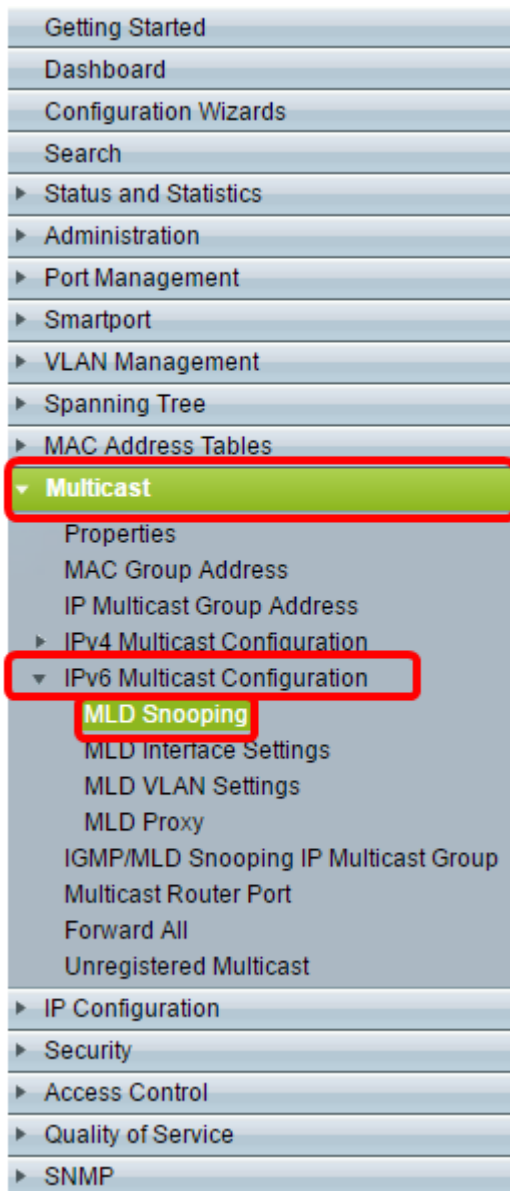 Getting Started
Dashboard
Configuration Wizards
Search
Status and Statistics
Administration
Port Management
Smartport
VLAN Management
Spanning Tree
MAC Address Tables
Multicast
Properties
MAC Group Address
IP Multicast Group Address
IPv4 Multicast Configuration
IPv6 Multicast Configuration
MLD Snooping
MLD Interface Settings
MLD VLAN Settings
MLD Proxy
IGMP/MLD Snooping IP Multicast Group
Multicast Router Port
Forward All
Unregistered Multicast
IP Configuration
Security
Access Control
Quality of Service
SNMP